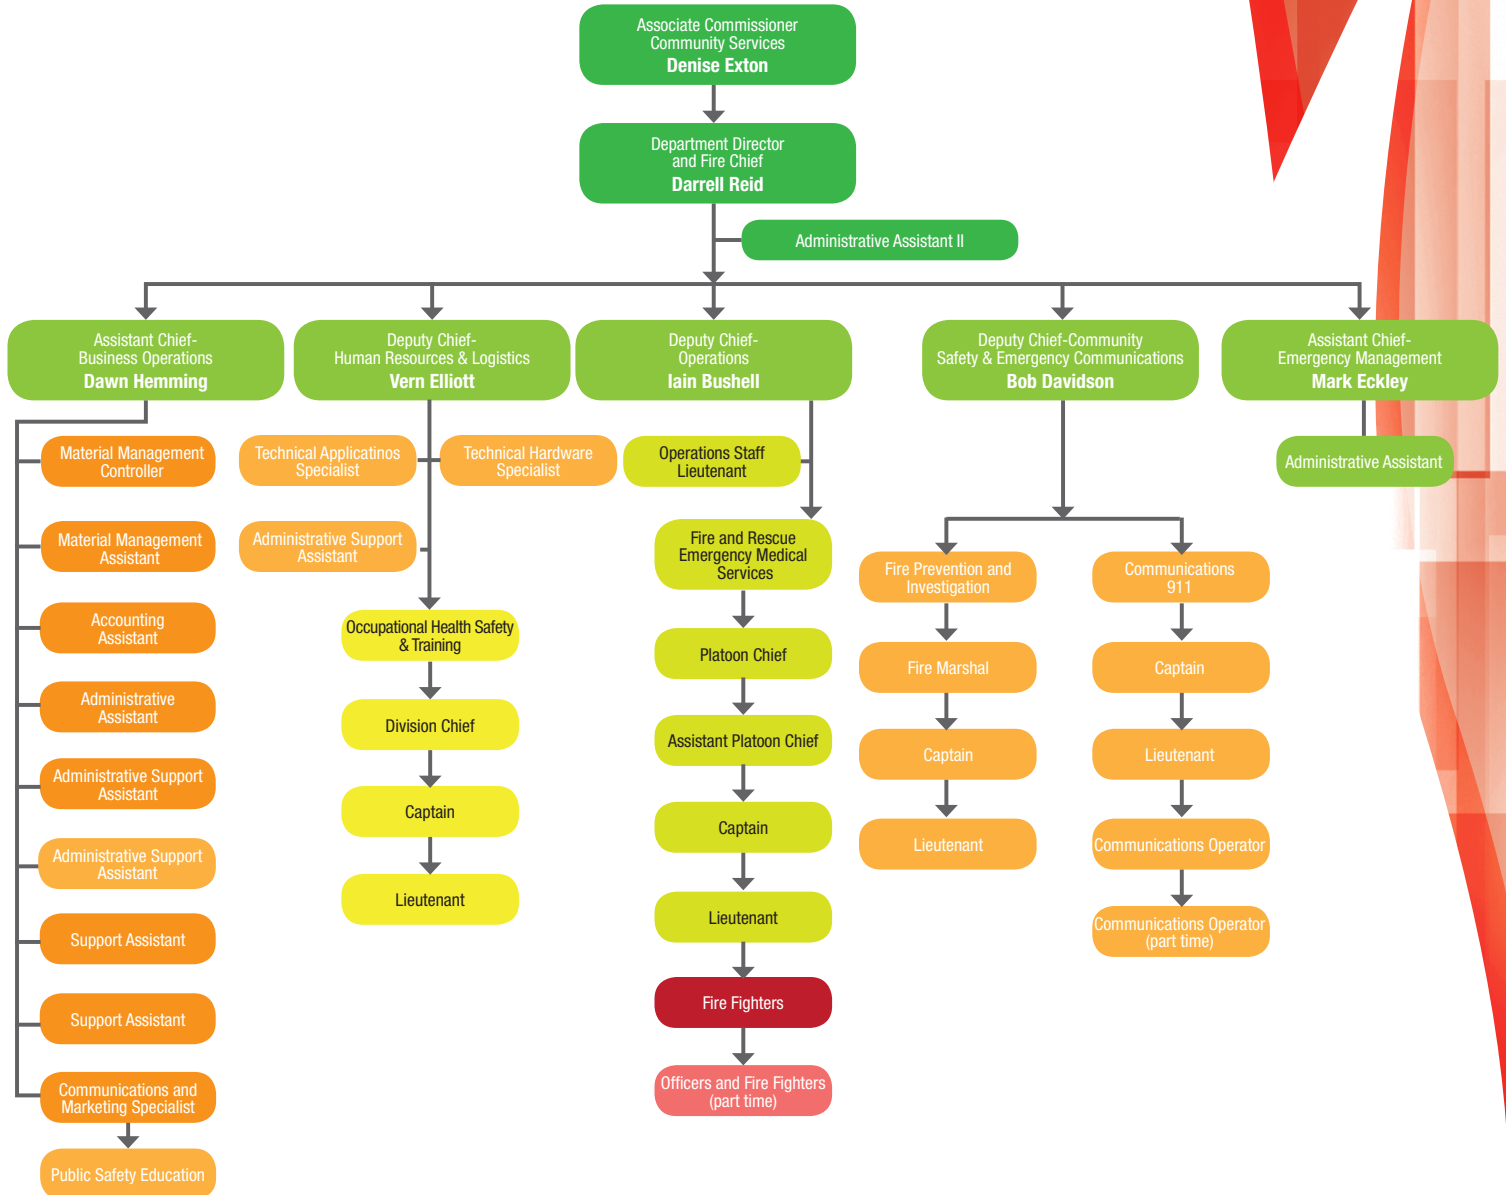 Associate Commissioner
Community Services
Denise Exton
Department Director
and Fire Chief
Darrell Reid
Administrative Assistant II
Assistant Chief-
Business Operations
Dawn Hemming
Deputy Chief-
Human Resources & Logistics
Vern Elliott
Deputy Chief-
Operations
Iain Bushell
Deputy Chief-Community
Safety & Emergency Communications
Bob Davidson
Assistant Chief-
Emergency Management
Mark Eckley
Material Management
Controller
Material Management
Assistant
Accounting
Assistant
Administrative
Assistant
Administrative Support
Assistant
Administrative Support
Assistant
Support Assistant
Support Assistant
Communications and
Marketing Specialist
Public Safety Education
Technical Applicatinos
Specialist
Technical Hardware
Specialist
Administrative Support
Assistant
Occupational Health Safety
& Training
Division Chief
Captain
Lieutenant
Operations Staff
Lieutenant
Fire and Rescue
Emergency Medical
Services
Platoon Chief
Assistant Platoon Chief
Captain
Lieutenant
Fire Fighters
Officers and Fire Fighters
(part time)
Fire Prevention and
Investigation
Fire Marshal
Captain
Lieutenant
Communications
911
Captain
Lieutenant
Communications Operator
Communications Operator
(part time)
Administrative Assistant